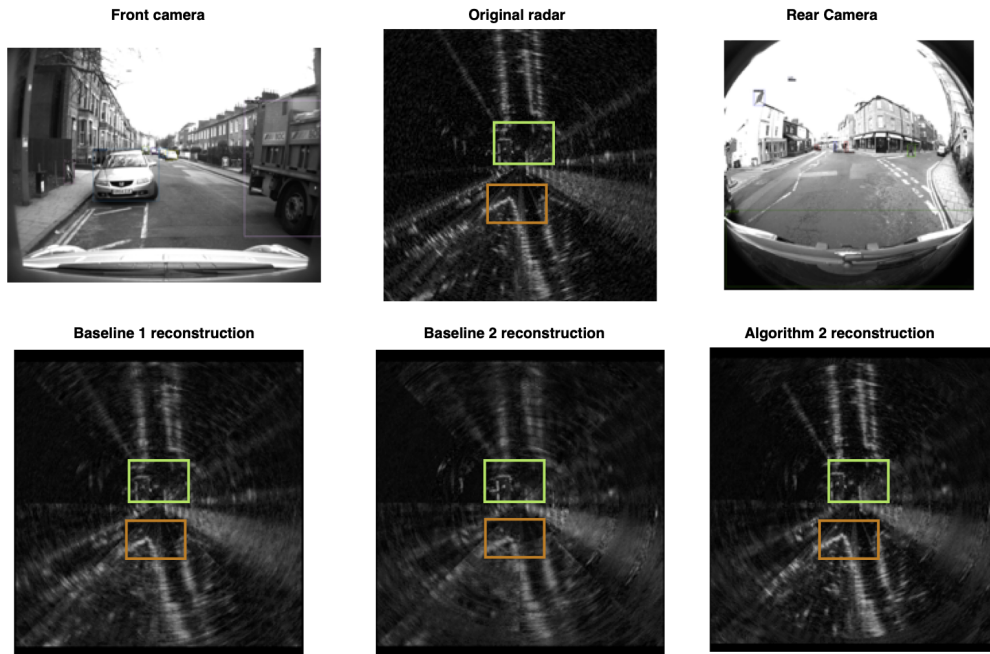 Front camera
Original radar
Rear Camera
Baseline 1 reconstruction
Baseline 2 reconstruction
Algorithm 2 reconstruction